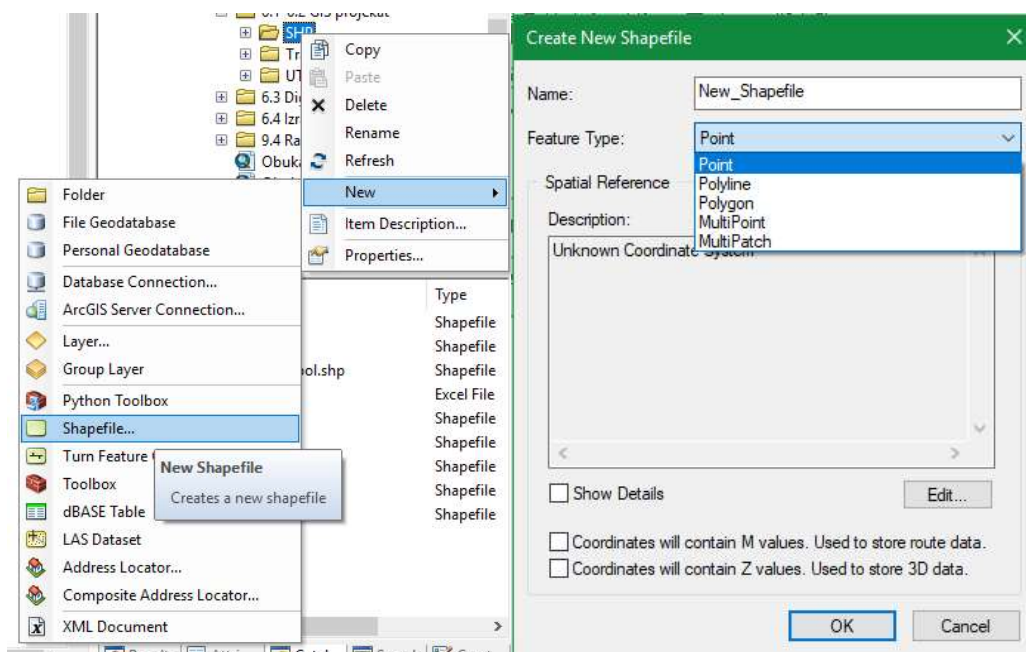 SHP
Tr
UT
6.3 Di
6.4 Izr
9.4 Ra
Obuk
Copy
Paste
Delete
Rename
Refresh
New
Item Description...
Properties...
Folder
File Geodatabase
Personal Geodatabase
Database Connection...
ArcGIS Server Connection...
Layer...
Group Layer
Python Toolbox
Shapefile...
Turn Feature
Toolbox
dBASE Table
LAS Dataset
Address Locator...
Composite Address Locator...
XML Document
New Shapefile
Creates a new shapefile
Type
Shapefile
Shapefile
ol.shp Shapefile
Excel File
Shapefile
Shapefile
Shapefile
Shapefile
Shapefile
Create New Shapefile
Name: New_Shapefile
Feature Type: Point
Point
Polyline
Polygon
MultiPoint
MultiPatch
Spatial Reference
Description:
Unknown Coordinate System
Show Details
Edit...
Coordinates will contain M values. Used to store route data.
Coordinates will contain Z values. Used to store 3D data.
OK Cancel